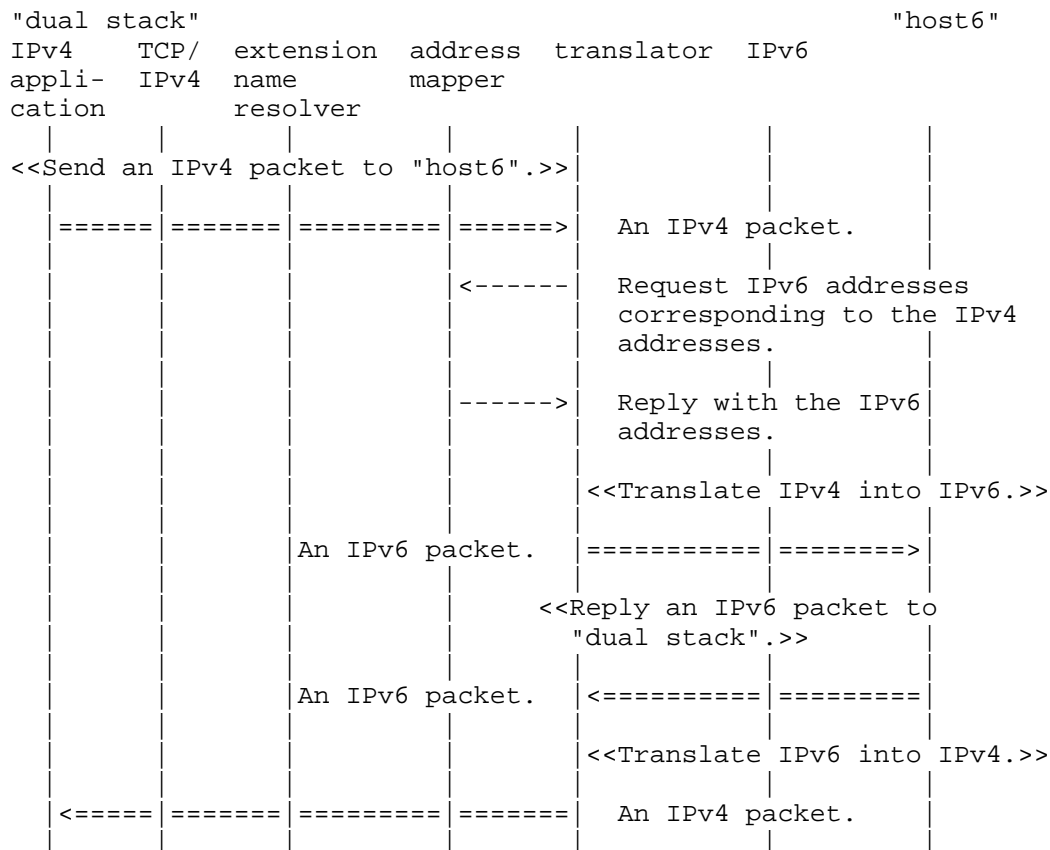 "dual stack" "host6"
IPv4 TCP/ extension address translator IPv6
appli- IPv4 name mapper
cation resolver
<<Send an IPv4 packet to "host6".>>
An IPv4 packet.
Request IPv6 addresses
corresponding to the IPv4
addresses.
Reply with the IPv6
addresses.
<<Translate IPv4 into IPv6.>>
An IPv6 packet.
<<Reply an IPv6 packet to
"dual stack".>>
An IPv6 packet.
<<Translate IPv6 into IPv4.>>
An IPv4 packet.